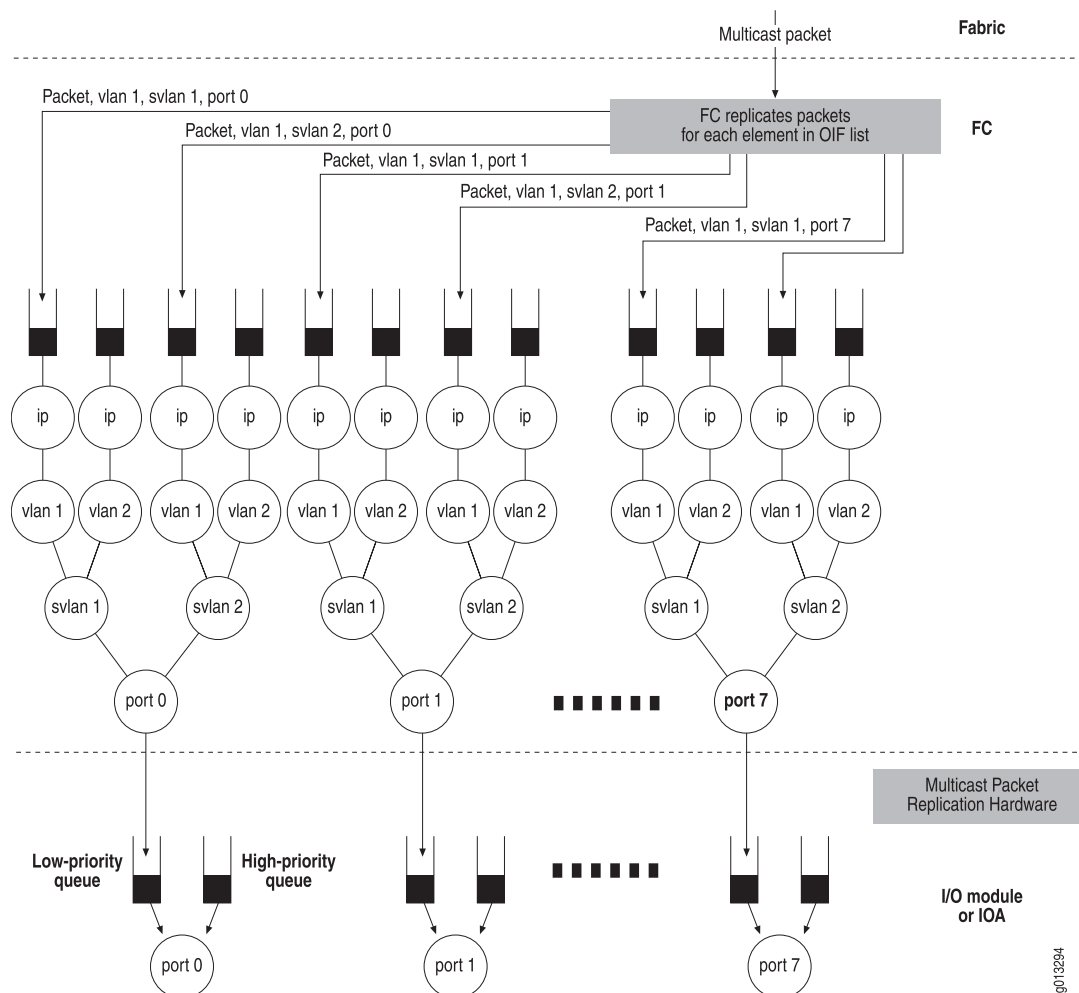 Multicast packet
Fabric
Packet, vlan 1, svlan 1, port 0
FC replicates packets
for each element in OIF list
FC
Packet, vlan 1, svlan 2, port 0
Packet, vlan 1, svlan 1, port 1
Packet, vlan 1, svlan 2, port 1
Packet, vlan 1, svlan 1, port 7
ip ip ip ip ip ip ip ip ip ip ip ip
vlan 1 vlan 2 vlan 1 vlan 2 vlan 1 vlan 2 vlan 1 vlan 2 vlan 1 vlan 2 vlan 1 vlan 2
svlan 1 svlan 2 svlan 1 svlan 2 svlan 1 svlan 2
port 0 port 1 port 7
Multicast Packet
Replication Hardware
Low-priority
queue
High-priority
queue
I/O module
or IOA
port 0 port 1 port 7
g013294